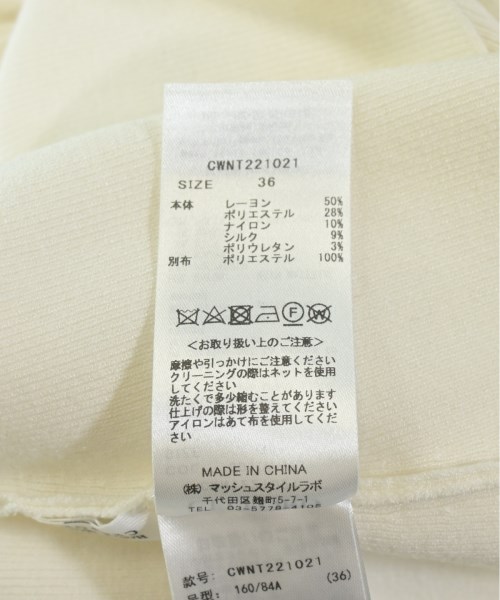 CWNT221021
SIZE 36
本体 レーヨン 50%
ポリエステル 28%
ナイロン 10%
シルク 9%
ポリウレタン 3%
別布 ポリエステル 100%
<お取り扱い上のご注意>
摩擦や引っかけにご注意ください
クリーニングの際はネットを使用
してください
洗たくで多少縮むことがあります
仕上げの際は形を整えてください
アイロンはあて布を使用してくだ
さい
MADE IN CHINA
(株) マッシュスタイルラボ
千代田区麹町5-7-1
TEL 03-5778-4105
款号: CWNT221021
号型: 160/84A (36)